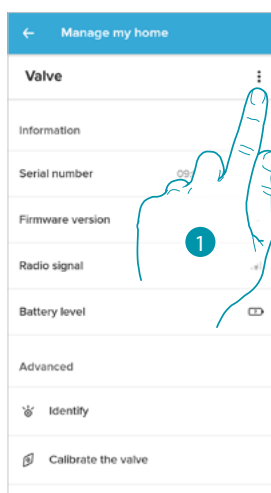 Manage my home
Valve
Information
Serial number 09:
Firmware version
Radio signal
1
Battery level
Advanced
Identify
Calibrate the valve